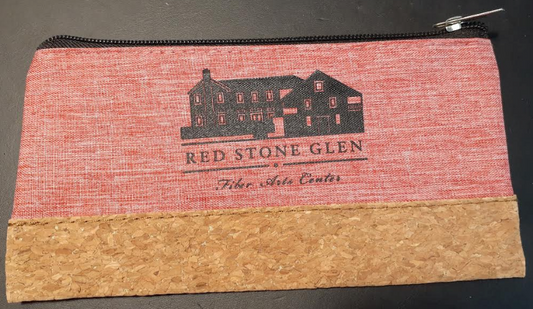 RED STONE GLEN
Fiber Arts Center